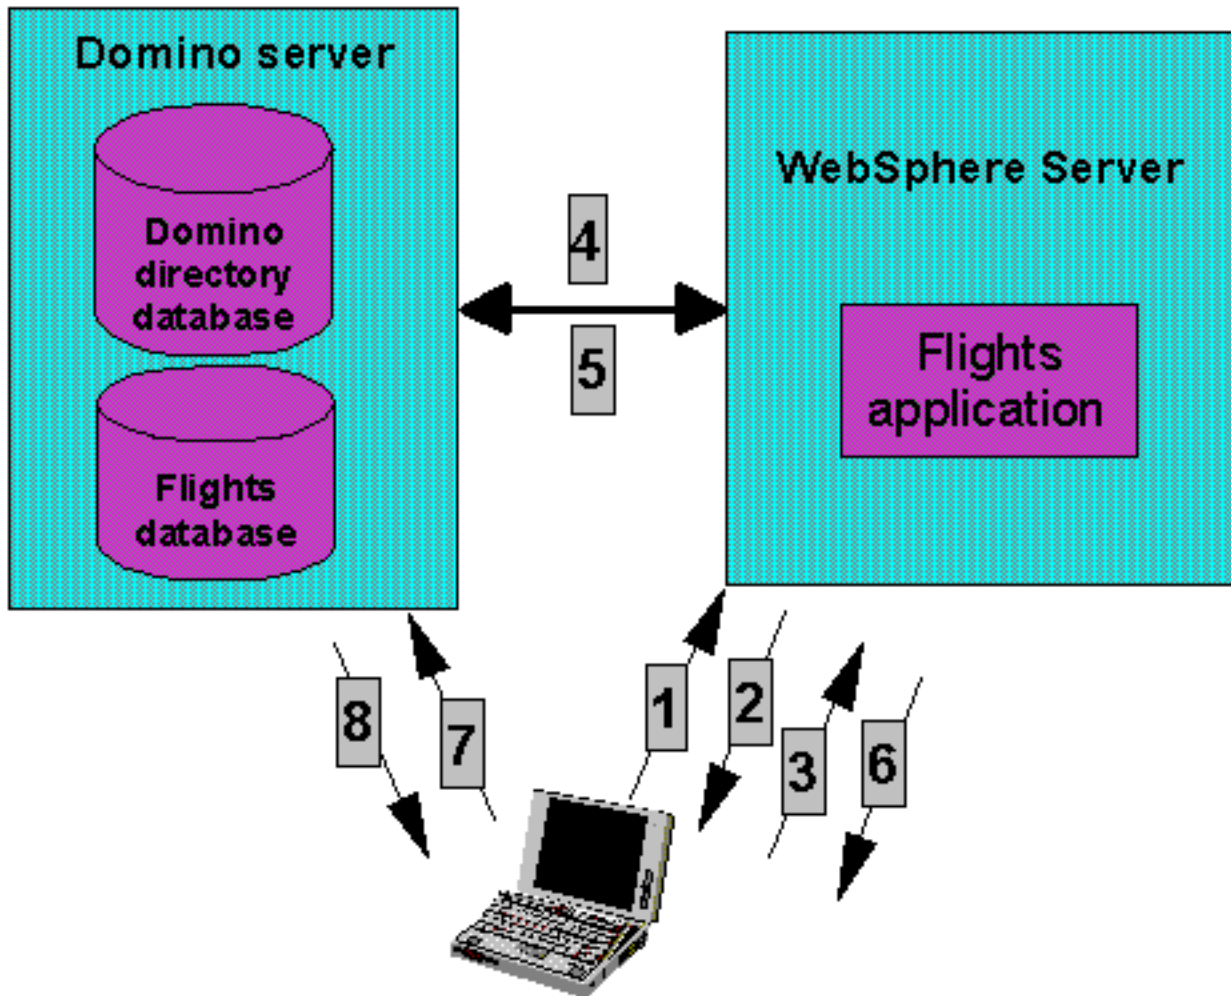 Domino server
Domino
directory
database
Flights
database
4
5
WebSphere Server
Flights
application
8
7
1
2
3
6